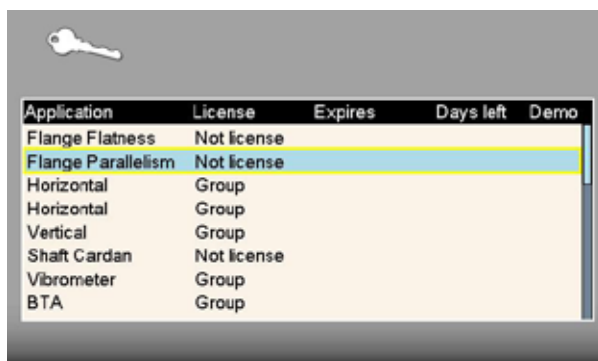 Application License Expires Days left Demo
Flange Flatness Not license
Flange Parallelism Not license
Horizontal Group
Horizontal Group
Vertical Group
Shaft Cardan Not license
Vibrometer Group
BTA Group